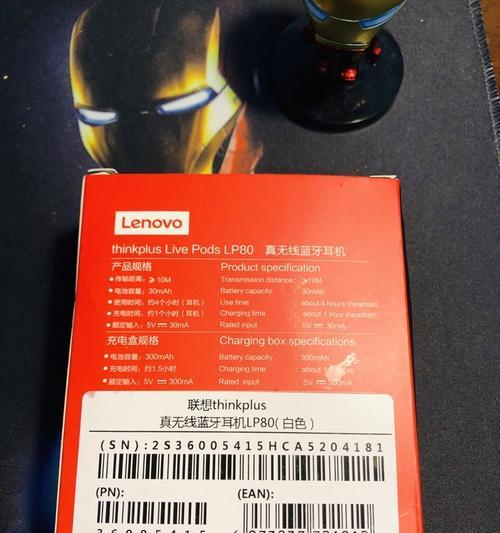 Lenovo
thinkplus Live Pods LP80 真无线蓝牙耳机
产品规格 Product specification
● 传输距离：⩾10M Transmission distance : ⩾10M
● 电池容量：30mAh Battery capacity : 30mAh
● 使用时间：约4个小时（耳机） Use time : about 4 hours (headset)
● 充电时间：约1个小时（耳机） Charging time : about 1 hour (headset)
● 额定输入：5V⎓30mA Rated input : 5V⎓30mA
充电盒规格 Charging box specifications
● 电池容量：300mAh Battery capacity : 300mAh
● 充电时间：约1.5小时 Charging time : about
● 额定输入：5V⎓300mA Rated input : 5V⎓300mA
联想thinkplus
真无线蓝牙耳机LP80(白色)
(SN):2S36005415HCA5204181
(PN): (EAN):
36005415